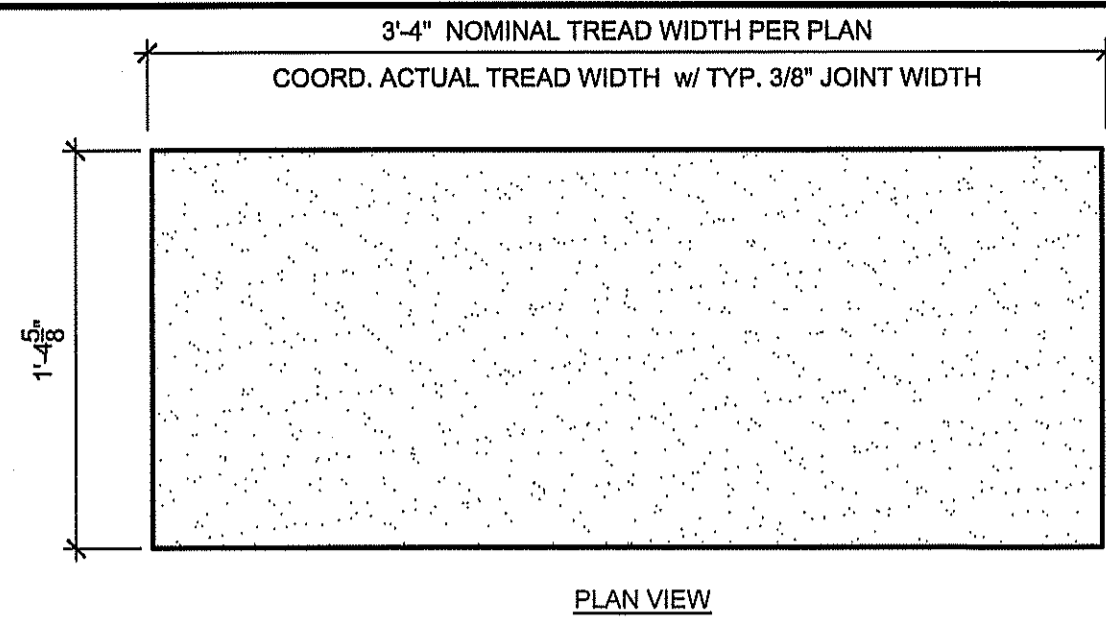 3'-4" NOMINAL TREAD WIDTH PER PLAN
COORD. ACTUAL TREAD WIDTH w/ TYP. 3/8" JOINT WIDTH
1'-4 5/8"
PLAN VIEW